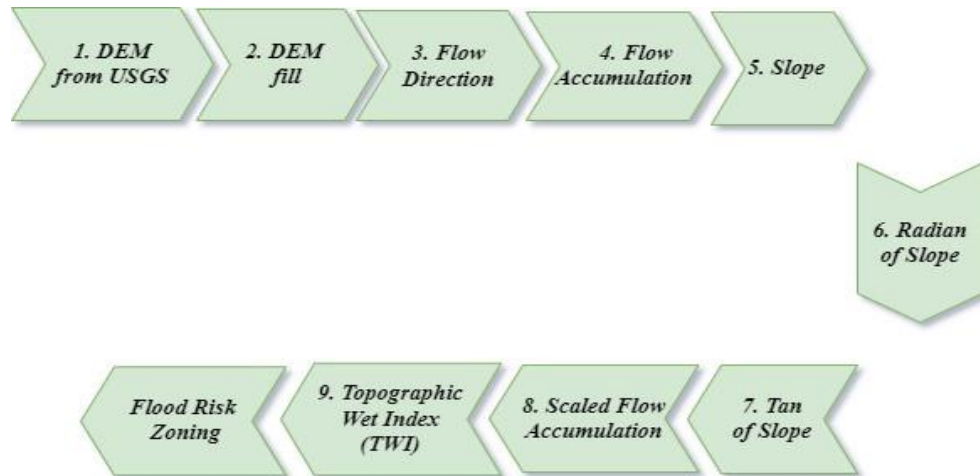 1. DEM
from USGS
2. DEM
fill
3. Flow
Direction
4. Flow
Accumulation
5. Slope
6. Radian
of Slope
7. Tan
of Slope
8. Scaled Flow
Accumulation
9. Topographic
Wet Index
(TWI)
Flood Risk
Zoning